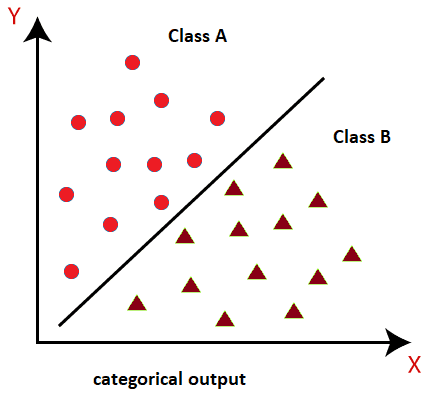 Y
Class A
Class B
X
categorical output